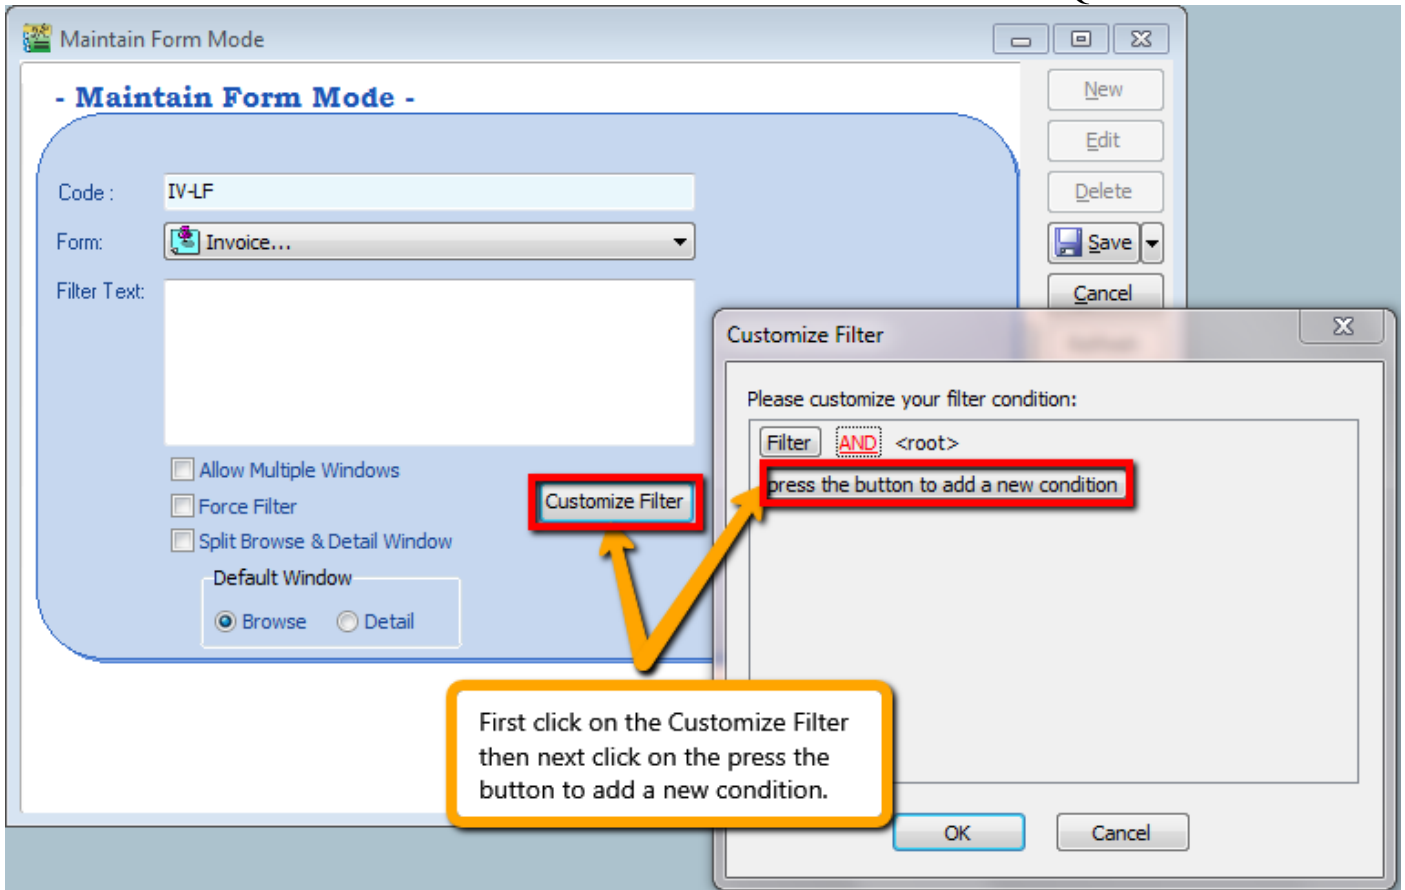 Maintain Form Mode
- Maintain Form Mode -
New
Edit
Delete
Save
Cancel
Code :
IV-LF
Form:
Invoice...
Filter Text:
Allow Multiple Windows
Force Filter
Split Browse & Detail Window
Default Window
Browse Detail
Customize Filter
Customize Filter
Please customize your filter condition:
Filter AND <root>
press the button to add a new condition
First click on the Customize Filter
then next click on the press the
button to add a new condition.
OK Cancel